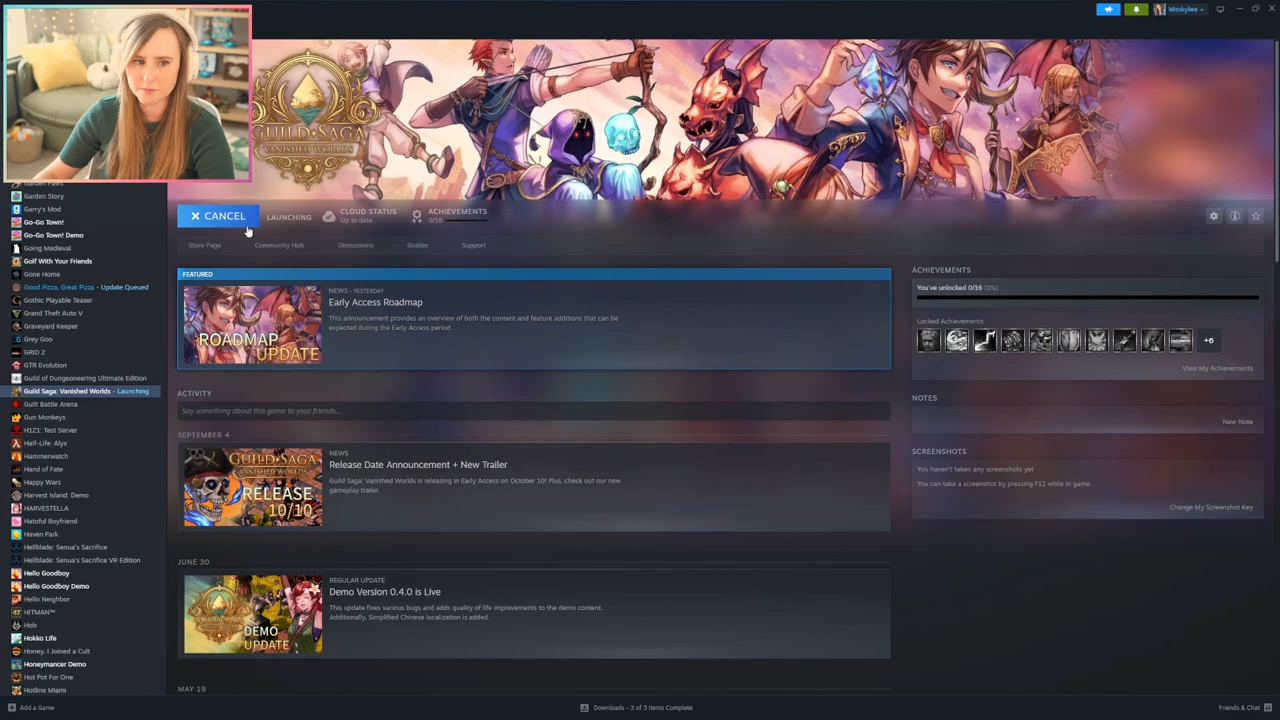 Misskyliee
GUILD SAGA
VANISHED WORLDS
CANCEL
LAUNCHING
CLOUD STATUS
Up to date
ACHIEVEMENTS
0/16
Store Page
Community Hub
Discussions
Guides
Support
Garden Paws
Garden Story
Garry's Mod
Go-Go Town!
Go-Go Town! Demo
Going Medieval
Golf With Your Friends
Gone Home
Good Pizza, Great Pizza - Update Queued
Gothic Playable Teaser
Grand Theft Auto V
Graveyard Keeper
Grey Goo
GRID 2
GTR Evolution
Guild of Dungeoneering Ultimate Edition
Guild Saga: Vanished Worlds - Launching
Guilt Battle Arena
Gun Monkeys
H1Z1: Test Server
Half-Life: Alyx
Hammerwatch
Hand of Fate
Happy Wars
Harvest Island: Demo
HARVESTELLA
Hatoful Boyfriend
Haven Park
Hellblade: Senua's Sacrifice
Hellblade: Senua's Sacrifice VR Edition
Hello Goodboy
Hello Goodboy Demo
Hello Neighbor
HITMAN™
Hob
Hokko Life
Honey, I Joined a Cult
Honeymancer Demo
Hot Pot For One
Hotline Miami
FEATURED
ROADMAP
UPDATE
NEWS - YESTERDAY
Early Access Roadmap
This announcement provides an overview of both the content and feature additions that can be
expected during the Early Access period.
ACTIVITY
Say something about this game to your friends...
SEPTEMBER 4
GUILD SAGA
VANISHED WORLDS
RELEASE
10/10
NEWS
Release Date Announcement + New Trailer
Guild Saga: Vanished Worlds is releasing in Early Access on October 10! Plus, check out our new
gameplay trailer.
JUNE 30
GUILD SAGA
DEMO
UPDATE
REGULAR UPDATE
Demo Version 0.4.0 is Live
This update fixes various bugs and adds quality of life improvements to the demo content.
Additionally, Simplified Chinese localization is added.
MAY 19
ACHIEVEMENTS
You've unlocked 0/16 (0%)
Locked Achievements
+6
View My Achievements
NOTES
New Note
SCREENSHOTS
You haven't taken any screenshots yet
You can take a screenshot by pressing F12 while in game.
Change My Screenshot Key
Add a Game
Downloads - 3 of 3 Items Complete
Friends & Chat